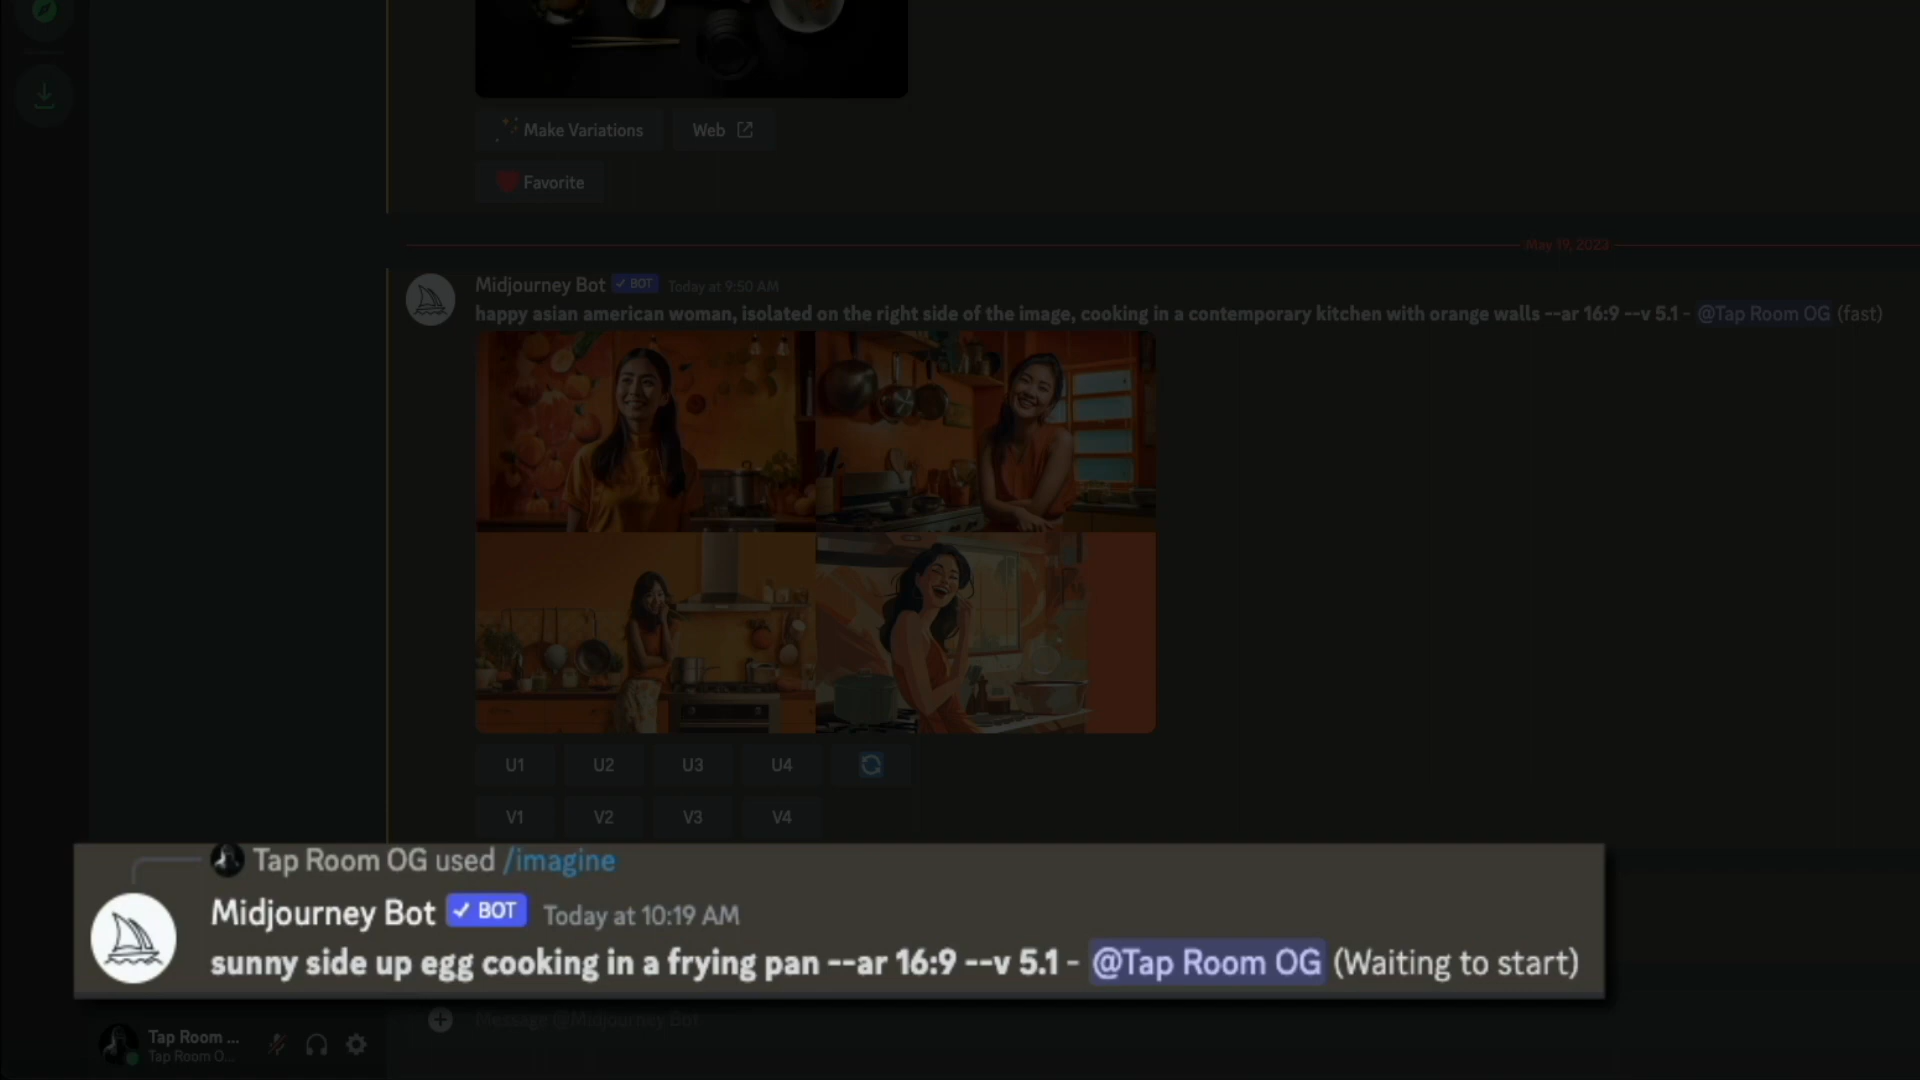 Make Variations
Web
Favorite
May 19, 2023
Midjourney Bot ✓ BOT Today at 9:50 AM
happy asian american woman, isolated on the right side of the image, cooking in a contemporary kitchen with orange walls --ar 16:9 --v 5.1 - @Tap Room OG (fast)
U1 U2 U3 U4
V1 V2 V3 V4
Tap Room OG used /imagine
Midjourney Bot ✓ BOT Today at 10:19 AM
sunny side up egg cooking in a frying pan --ar 16:9 --v 5.1 - @Tap Room OG (Waiting to start)
Message @Midjourney Bot
Tap Room ...
Tap Room O...